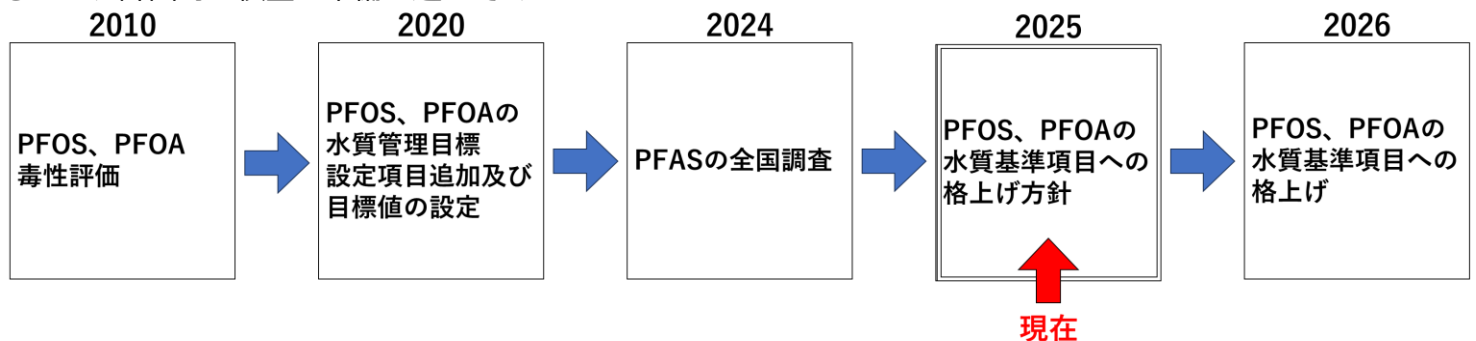 2010
2020
2024
2025
2026
PFOS、PFOA
毒性評価
PFOS、PFOAの
水質管理目標
設定項目追加及び
目標値の設定
PFASの全国調査
PFOS、PFOAの
水質基準項目への
格上げ方針
PFOS、PFOAの
水質基準項目への
格上げ
現在